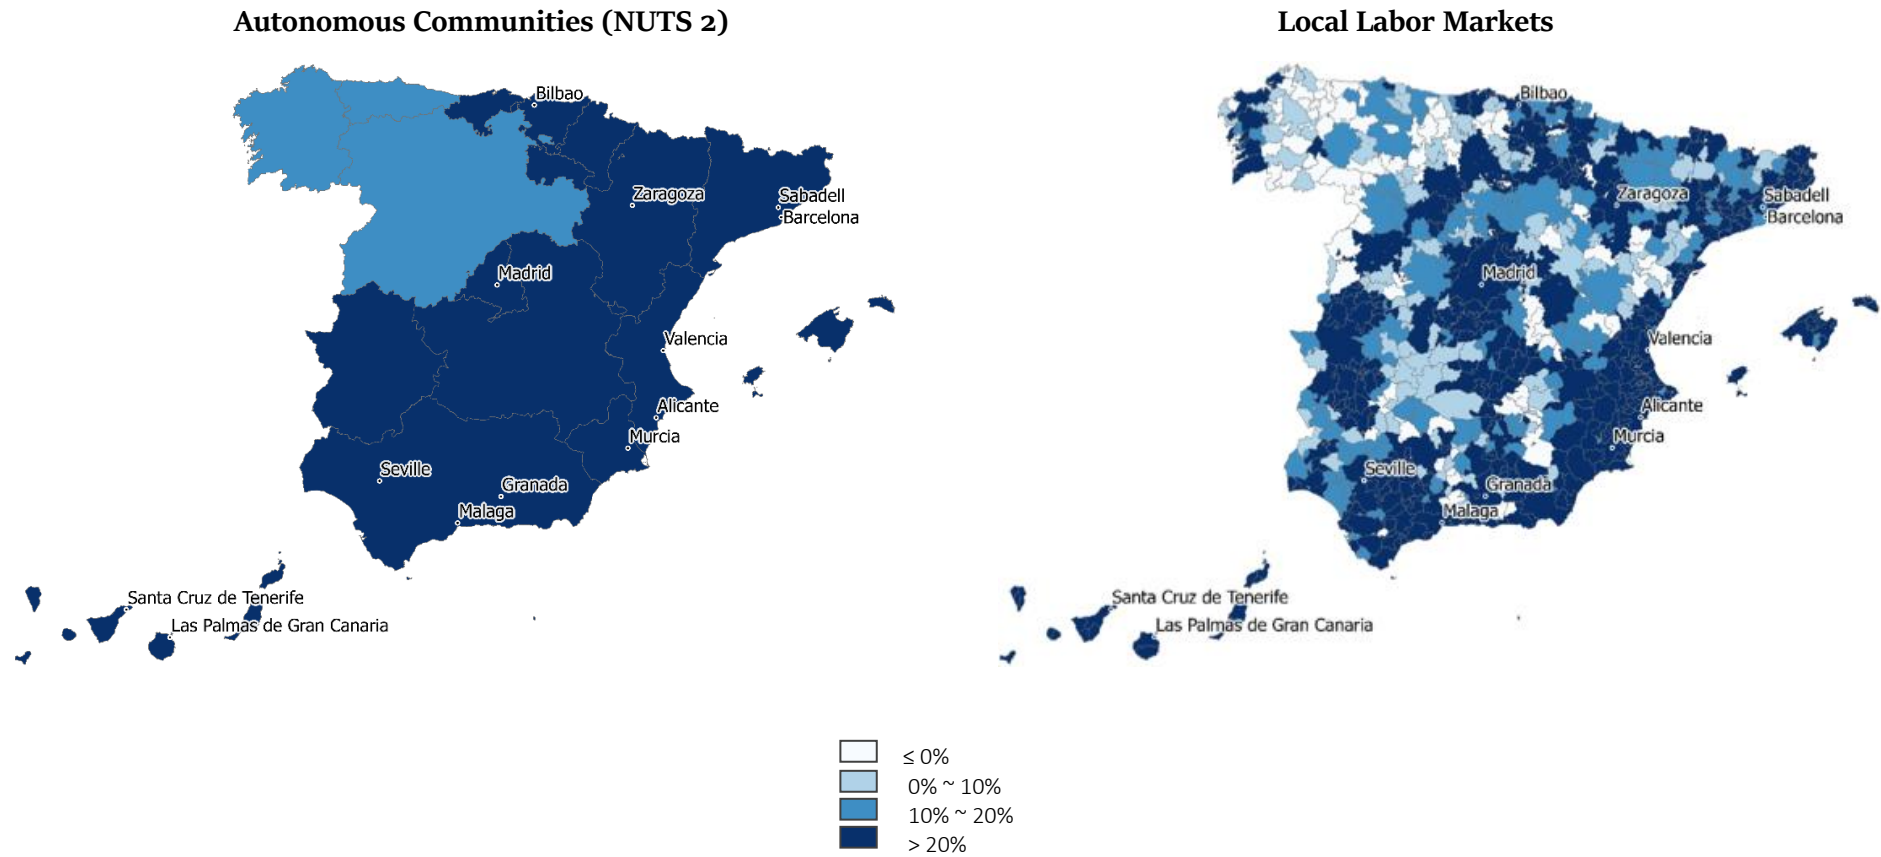 Autonomous Communities (NUTS 2)
Local Labor Markets
Bilbao
Zaragoza
Sabadell
Barcelona
Madrid
Valencia
Alicante
Murcia
Seville
Granada
Malaga
Santa Cruz de Tenerife
Las Palmas de Gran Canaria
Bilbao
Zaragoza
Sabadell
Barcelona
Madrid
Valencia
Alicante
Murcia
Seville
Granada
Malaga
Santa Cruz de Tenerife
Las Palmas de Gran Canaria
≤ 0%
0% ~ 10%
10% ~ 20%
> 20%